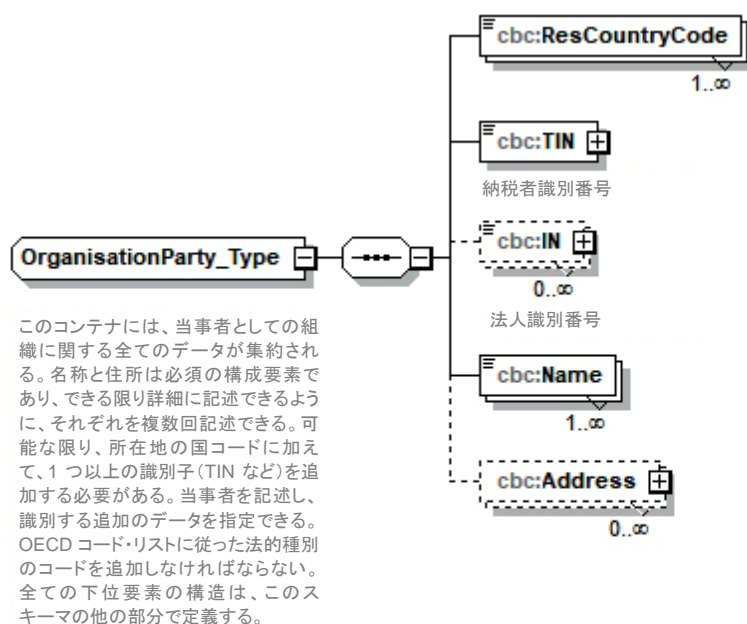 cbc:ResCountryCode
1..∞
cbc:TIN
納税者識別番号
cbc:IN
0..∞
法人識別番号
OrganisationParty_Type
このコンテナには、当事者としての組
織に関する全てのデータが集約され
る。名称と住所は必須の構成要素で
あり、できる限り詳細に記述できるよう
に、それぞれを複数回記述できる。可
能な限り、所在地の国コードに加え
て、1 つ以上の識別子(TIN など)を追
加する必要がある。当事者を記述し、
識別する追加のデータを指定できる。
OECD コード・リストに従った法的種別
のコードを追加しなければならない。
全ての下位要素の構造は、このス
キーマの他の部分で定義する。
cbc:Name
1..∞
cbc:Address
0..∞